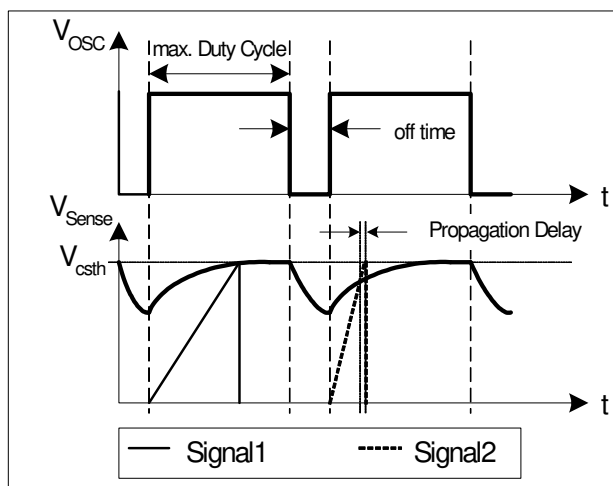 VOSC
max. Duty Cycle
off time
t
VSense
Propagation Delay
Vcsth
t
Signal1
Signal2